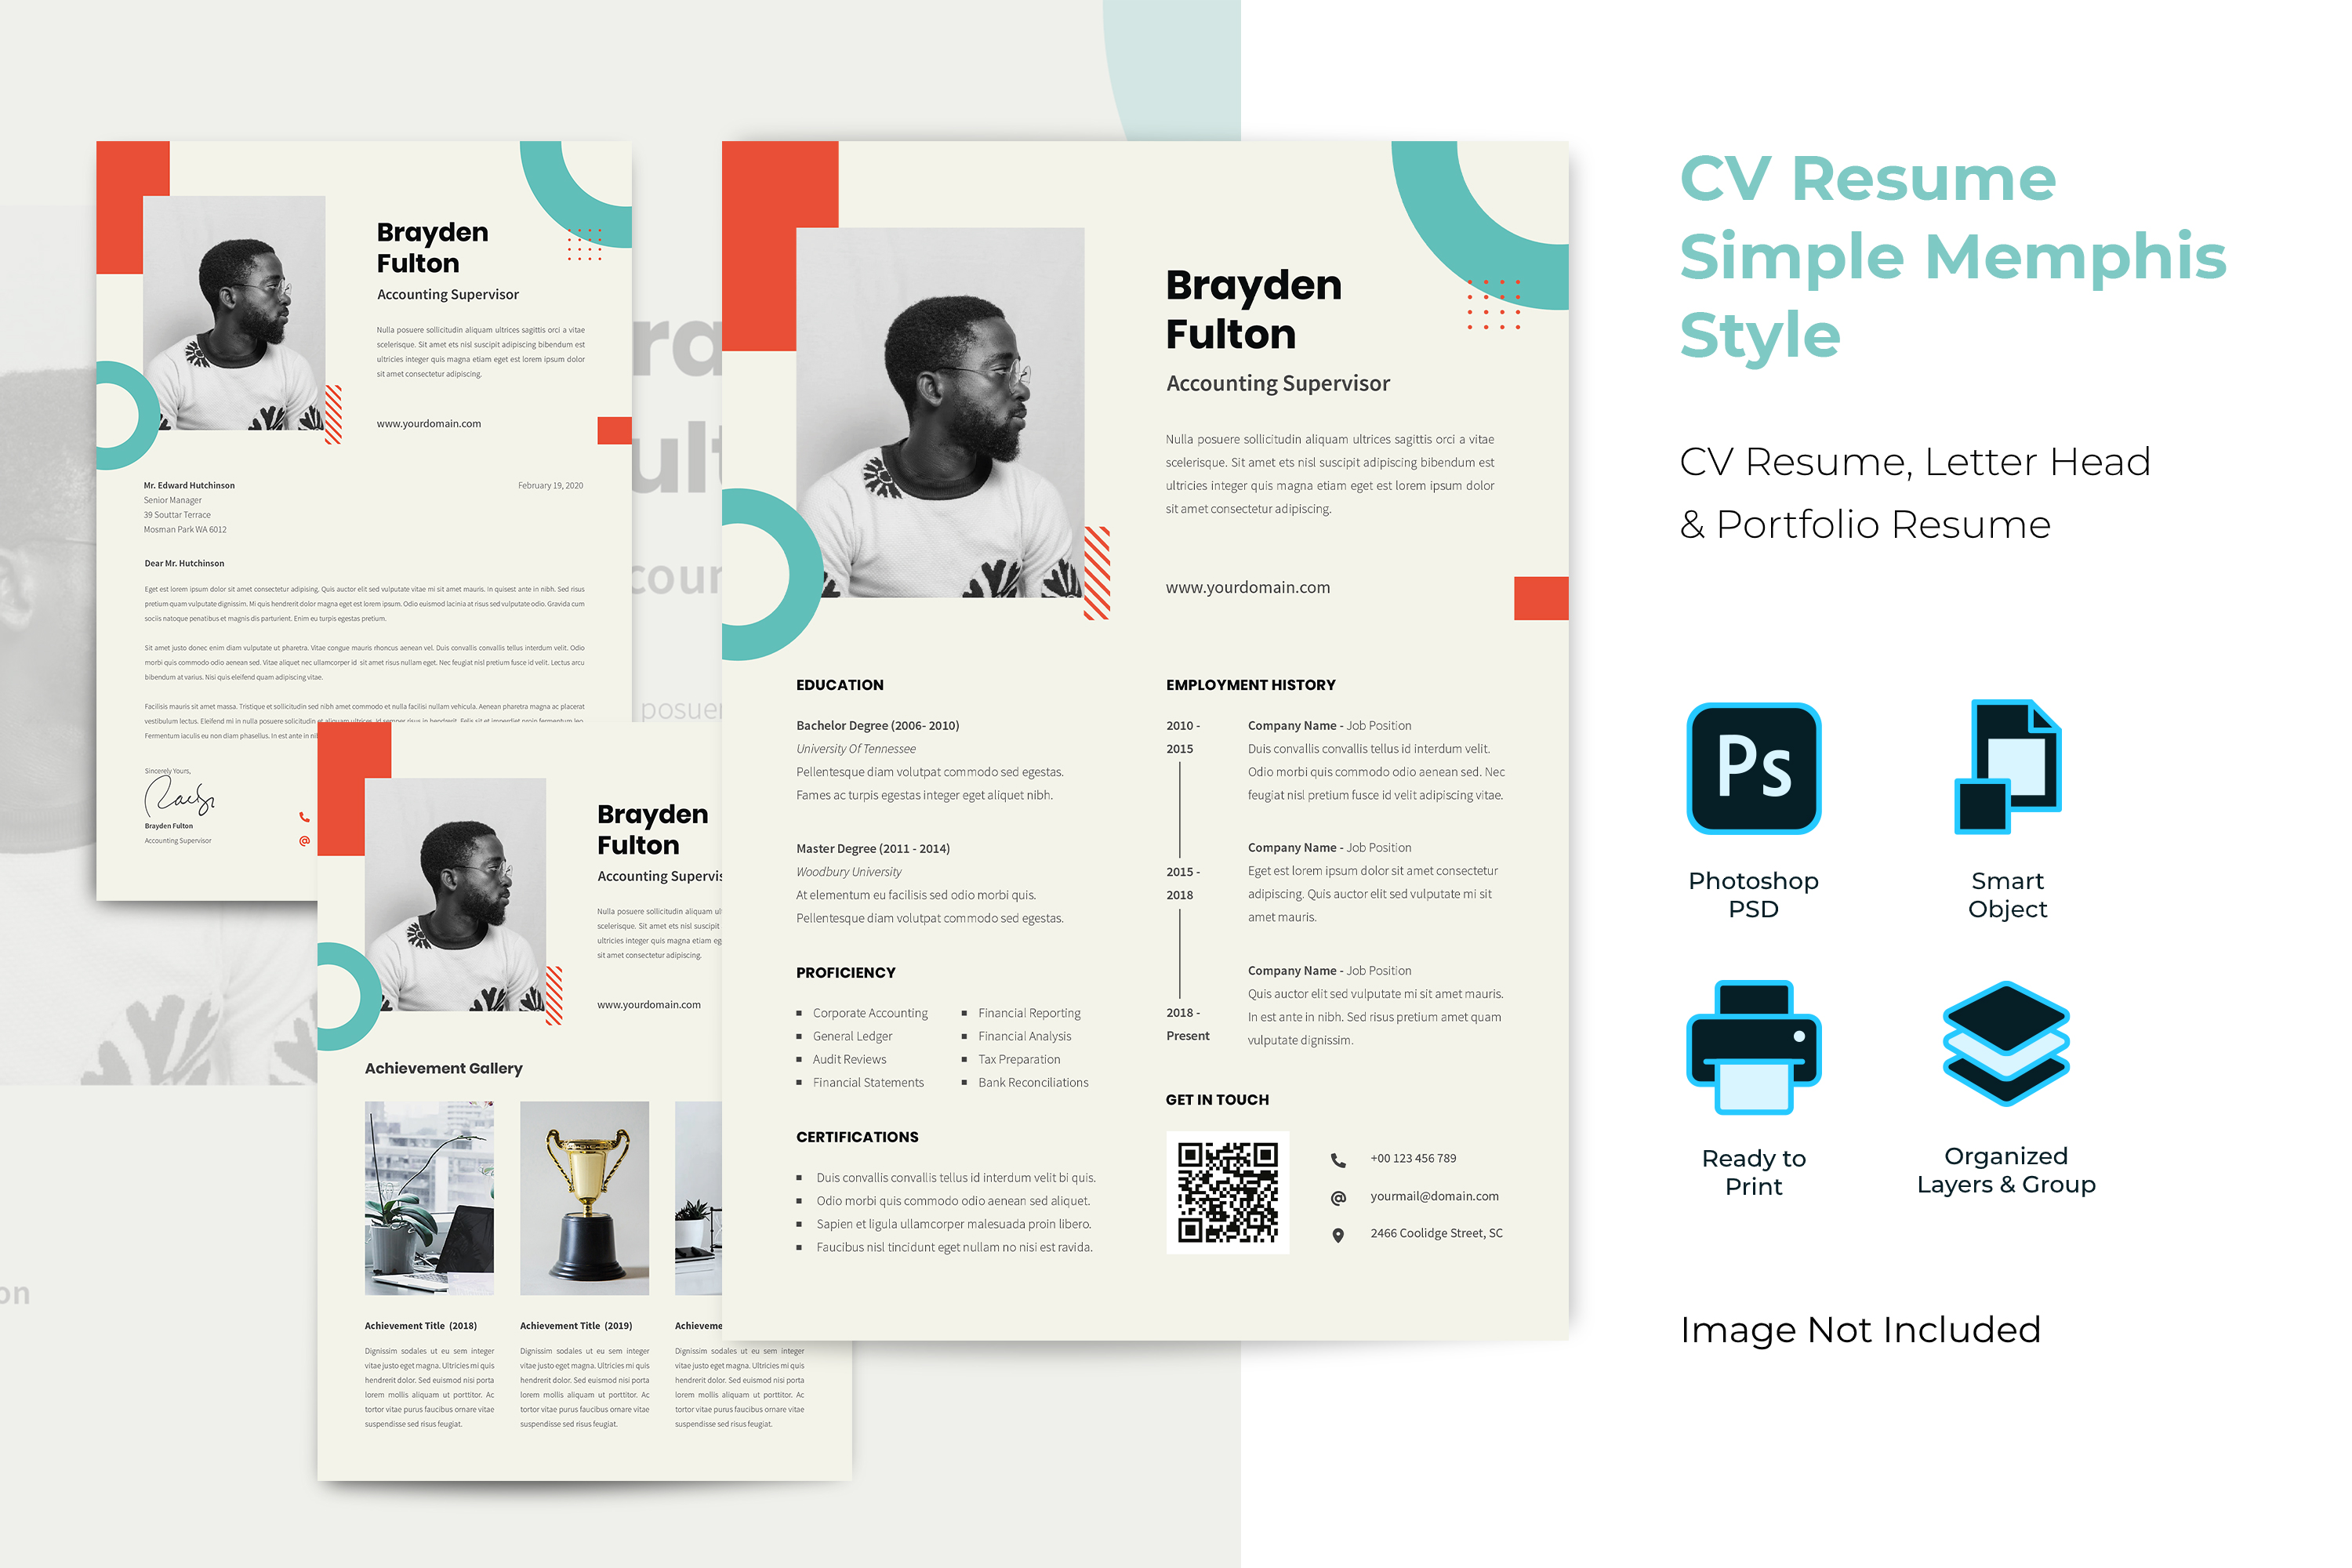 Brayden
Fulton
Accounting Supervisor
Nulla posuere sollicitudin aliquam ultrices sagittis orci a vitae
scelerisque. Sit amet ets nisl suscipit adipiscing bibendum est
ultricies integer quis magna etiam eget est lorem ipsum dolor
sit amet consectetur adipiscing.
www.yourdomain.com
Mr. Edward Hutchinson
February 19, 2020
Senior Manager
39 Souttar Terrace
Mosman Park WA 6012
Dear Mr. Hutchinson
Eget est lorem ipsum dolor sit amet consectetur adipising. Quis auctor elit sed vulputate vitae mi sit amet mauris. In quisest ante in nibh. Sed risus
pretium quam vulputate dignissim. Mi quis hendrerit dolor magna eget est lorem ipsum. Odio euismod lacinia at risus sed vulputate odio. Gravida cum
sociis natoque penatibus et magnis dis parturient. Enim eu turpis egestas pretium.
Sit amet justo donec enim diam vulputate ut pharetra. Vitae congue mauris rhoncus aenean vel. Duis convallis convallis tellus interdum velit. Odio
morbi quis commodo odio aenean sed. Vitae aliquet nec ullamcorper id sit amet risus nullam eget. Nec feugiat nisl pretium fusce id velit. Lectus arcu
bibendum at varius. Nisi quis eleifend quam adipiscing vitae.
Facilisis mauris sit amet massa. Tristique et sollicitudin sed nibh amet commodo et nulla facilisi nullam vehicula. Aenean pharetra magna ac placerat
vestibulum lectus. Eleifend mi in nulla posuere solicitudin et aliquam ultrices. Id semper risus in hendrerit. Felis sit et imperdiet proin fermentum leo.
Fermentum iaculis eu non diam phasellus. In est ante in
Sincerely Yours,
Brayden Fulton
Accounting Supervisor
Brayden
Fulton
Accounting Supervis
Nulla posuere sollicitudin aliquam ul
scelerisque. Sit amet ets nisl suscipit
ultricies integer quis magna etiam eg
sit amet consectetur adipiscing.
www.yourdomain.com
Achievement Gallery
Achievement Title (2018)
Achievement Title (2019)
Achieveme
Dignissim sodales ut eu sem integer
vitae justo eget magna. Ultricies mi quis
hendrerit dolor. Sed euismod nisi porta
lorem mollis aliquam ut porttitor. Ac
tortor vitae purus faucibus ornare vitae
suspendisse sed risus feugiat.
Dignissim sodales ut eu sem integer
vitae justo eget magna. Ultricies mi quis
hendrerit dolor. Sed euismod nisi porta
lorem mollis aliquam ut porttitor. Ac
tortor vitae purus faucibus ornare vitae
suspendisse sed risus feugiat.
Dignissim sodales ut eu sem integer
vitae justo eget magna. Ultricies mi quis
hendrerit dolor. Sed euismod nisi porta
lorem mollis aliquam ut porttitor. Ac
tortor vitae purus faucibus ornare vitae
suspendisse sed risus feugiat.
Brayden
Fulton
Accounting Supervisor
Nulla posuere sollicitudin aliquam ultrices sagittis orci a vitae
scelerisque. Sit amet ets nisl suscipit adipiscing bibendum est
ultricies integer quis magna etiam eget est lorem ipsum dolor
sit amet consectetur adipiscing.
www.yourdomain.com
EDUCATION
Bachelor Degree (2006- 2010)
University Of Tennessee
Pellentesque diam volutpat commodo sed egestas.
Fames ac turpis egestas integer eget aliquet nibh.
Master Degree (2011 - 2014)
Woodbury University
At elementum eu facilisis sed odio morbi quis.
Pellentesque diam volutpat commodo sed egestas.
PROFICIENCY
Corporate Accounting
General Ledger
Audit Reviews
Financial Statements
Financial Reporting
Financial Analysis
Tax Preparation
Bank Reconciliations
CERTIFICATIONS
Duis convallis convallis tellus id interdum velit bi quis.
Odio morbi quis commodo odio aenean sed aliquet.
Sapien et ligula ullamcorper malesuada proin libero.
Faucibus nisl tincidunt eget nullam no nisi est ravida.
EMPLOYMENT HISTORY
2010 -
2015
Company Name - Job Position
Duis convallis convallis tellus id interdum velit.
Odio morbi quis commodo odio aenean sed. Nec
feugiat nisl pretium fusce id velit adipiscing vitae.
2015 -
2018
Company Name - Job Position
Eget est lorem ipsum dolor sit amet consectetur
adipiscing. Quis auctor elit sed vulputate mi sit
amet mauris.
2018 -
Present
Company Name - Job Position
Quis auctor elit sed vulputate mi sit amet mauris.
In est ante in nibh. Sed risus pretium amet quam
vulputate dignissim.
GET IN TOUCH
+00 123 456 789
yourmail@domain.com
2466 Coolidge Street, SC
CV Resume
Simple Memphis
Style
CV Resume, Letter Head
& Portfolio Resume
Ps
Photoshop
PSD
Smart
Object
Ready to
Print
Organized
Layers & Group
Image Not Included